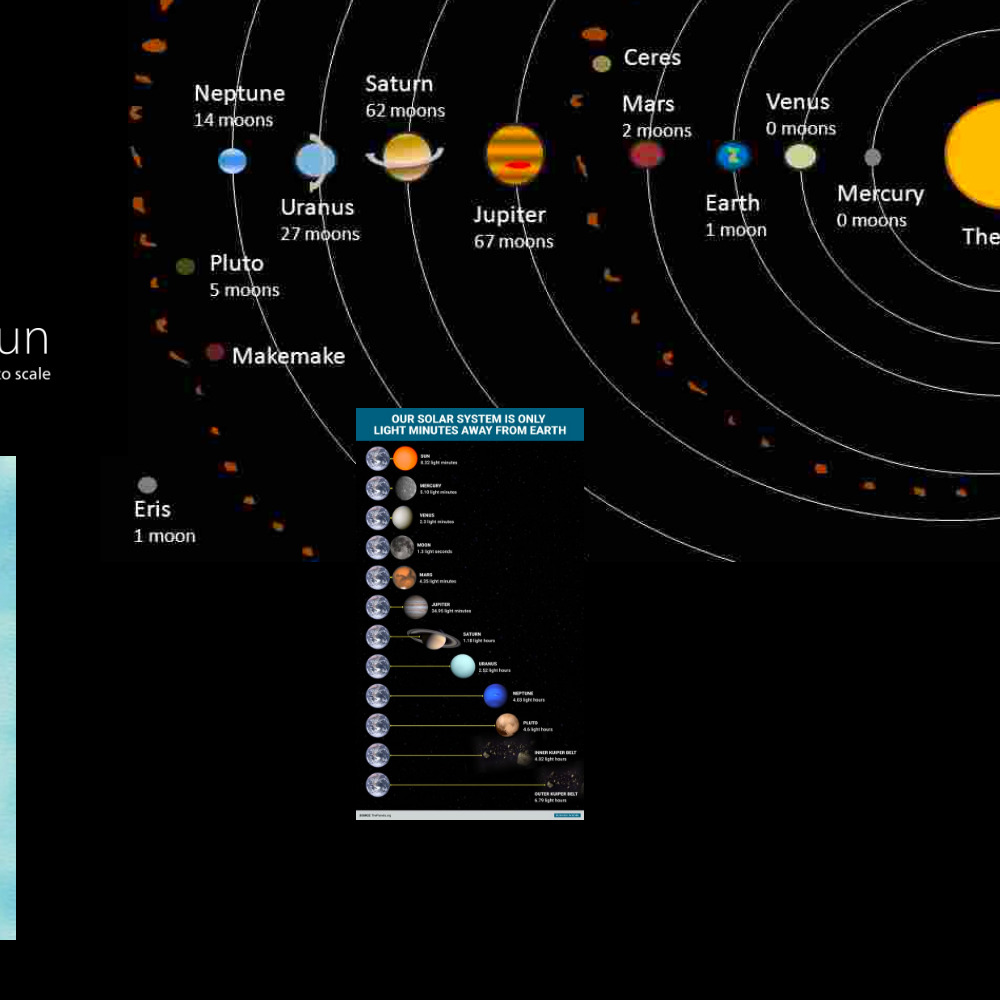 Ceres
Saturn
62 moons
Neptune
14 moons
Mars
2 moons
Venus
0 moons
Mercury
0 moons
Earth
1 moon
Uranus
27 moons
Jupiter
67 moons
The
Pluto
5 moons
un
to scale
Makemake
Eris
1 moon
OUR SOLAR SYSTEM IS ONLY
LIGHT MINUTES AWAY FROM EARTH
SUN
8.32 light minutes
MERCURY
5.10 light minutes
VENUS
2.3 light minutes
MOON
1.3 light seconds
MARS
4.35 light minutes
JUPITER
34.95 light minutes
SATURN
1.18 light hours
URANUS
2.52 light hours
NEPTUNE
4.03 light hours
PLUTO
4.6 light hours
INNER KUIPER BELT
4.02 light hours
OUTER KUIPER BELT
6.79 light hours